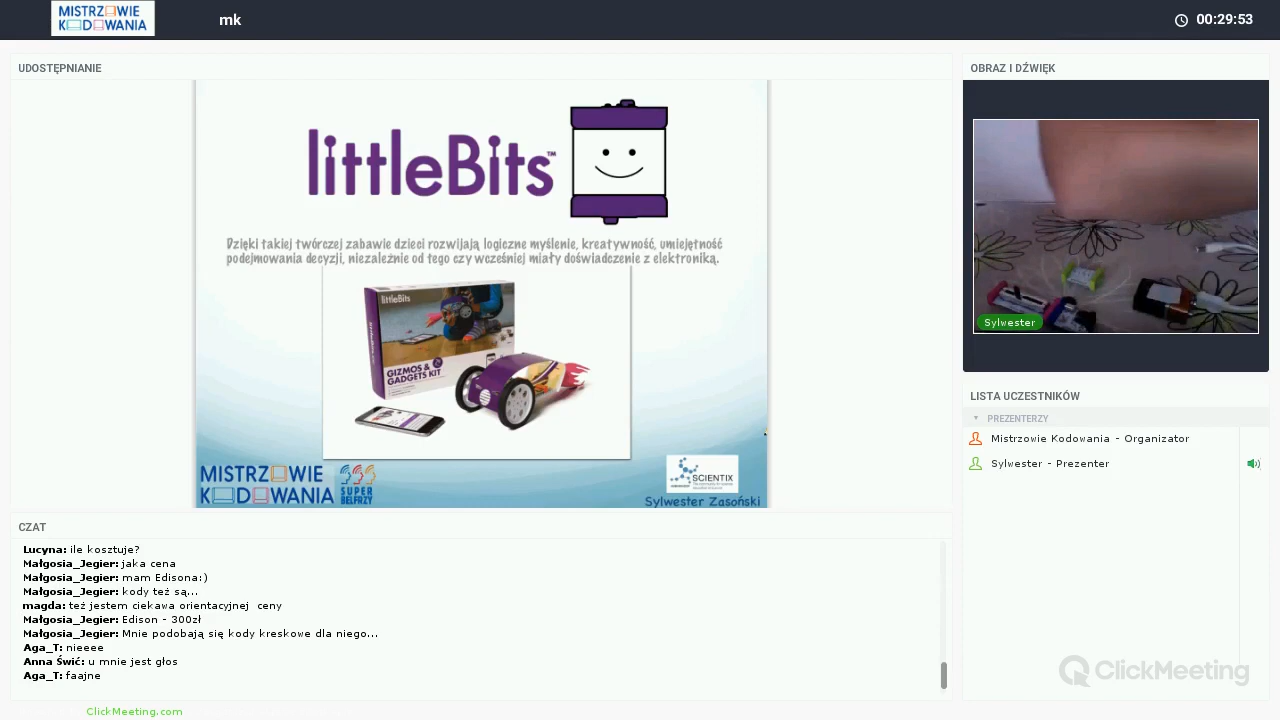 MISTRZOWIE
KODOWANIA
mk
00:29:53
UDOSTĘPNIANIE
littleBits™
Dzięki takiej twórczej zabawie dzieci rozwijają logiczne myślenie, kreatywność, umiejętność
podejmowania decyzji, niezależnie od tego czy wcześniej miały doświadczenie z elektroniką.
littleBits
GIZMOS &
GADGETS KIT
MISTRZOWIE
KODOWANIA
SUPER
BELFRZY
SCIENTIX
Sylwester Zasoński
OBRAZ I DŹWIĘK
Sylwester
LISTA UCZESTNIKÓW
PREZENTERZY
Mistrzowie Kodowania - Organizator
Sylwester - Prezenter
CZAT
Lucyna: ile kosztuje?
Małgosia_Jegier: jaka cena
Małgosia_Jegier: mam Edisona:)
Małgosia_Jegier: kody też są...
magda: też jestem ciekawa orientacyjnej ceny
Małgosia_Jegier: Edison - 300zł
Małgosia_Jegier: Mnie podobają się kody kreskowe dla niego...
Aga_T: nieeee
Anna Świć: u mnie jest głos
Aga_T: faajne
ClickMeeting
ClickMeeting.com